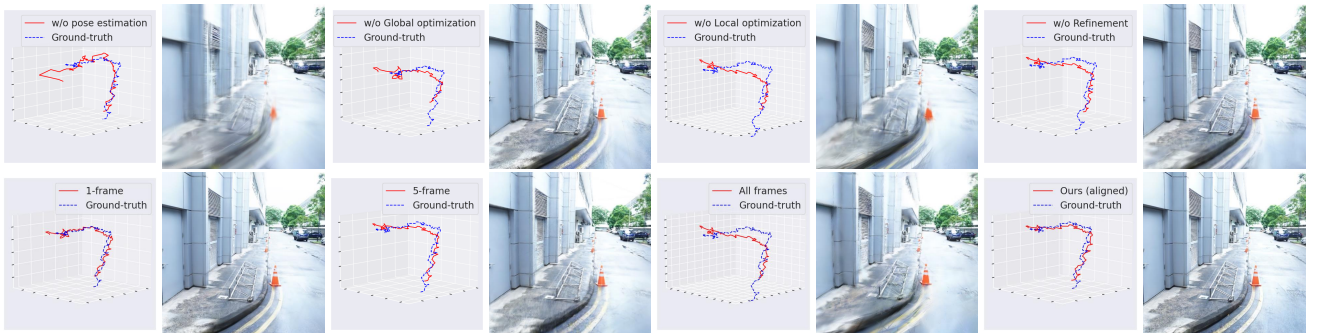 w/o pose estimation
Ground-truth
w/o Global optimization
Ground-truth
w/o Local optimization
Ground-truth
w/o Refinement
Ground-truth
1-frame
Ground-truth
5-frame
Ground-truth
All frames
Ground-truth
Ours (aligned)
Ground-truth